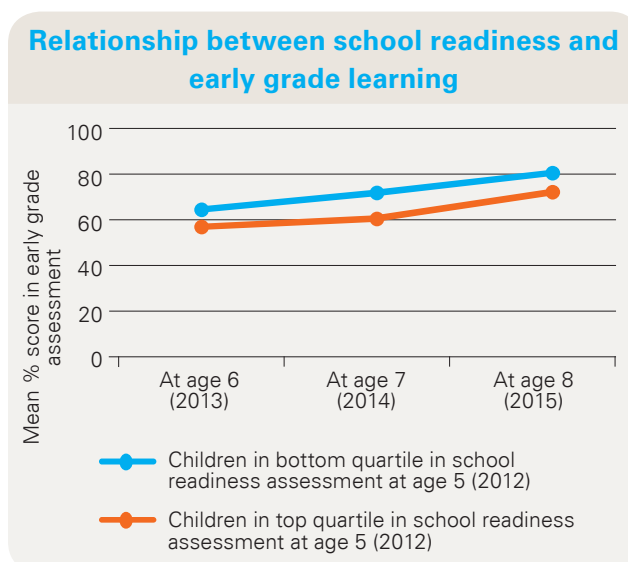 Relationship between school readiness and
early grade learning
Mean % score in early grade
assessment
100
80
60
40
20
0
At age 6
(2013)
At age 7
(2014)
At age 8
(2015)
Children in bottom quartile in school
readiness assessment at age 5 (2012)
Children in top quartile in school readiness
assessment at age 5 (2012)